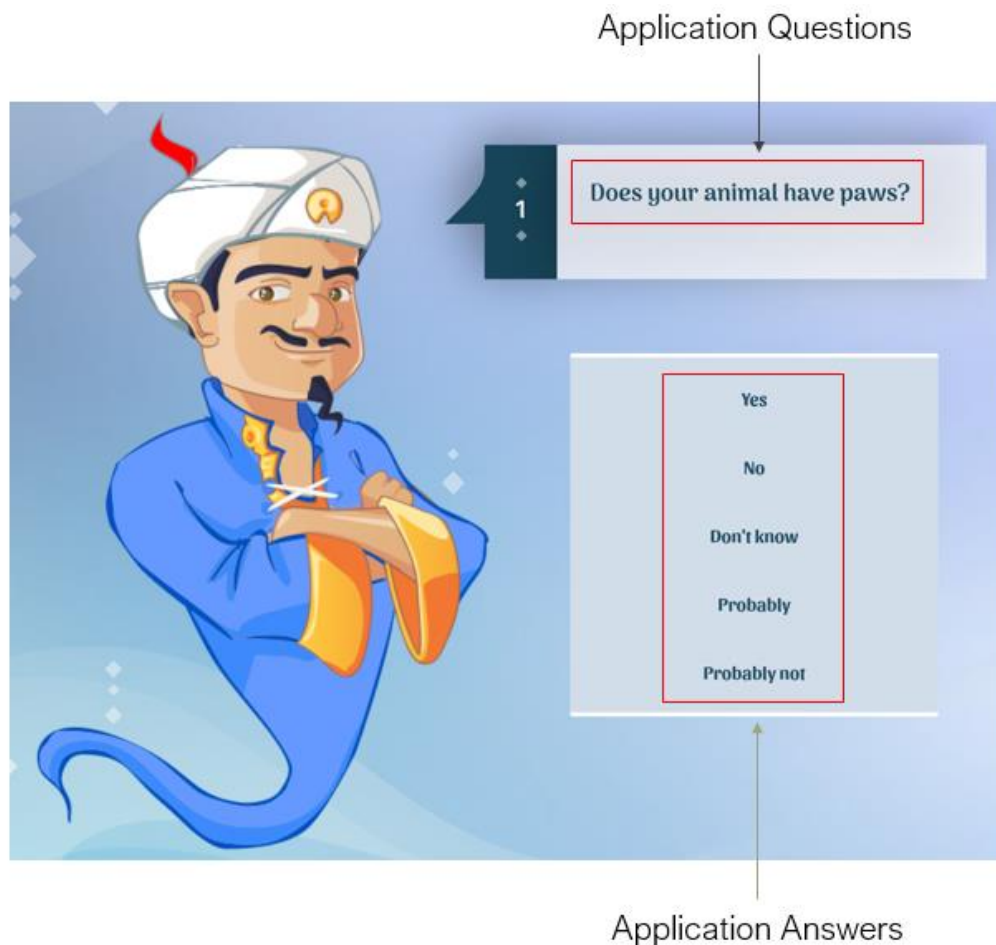 Application Questions
1
Does your animal have paws?
Yes
No
Don't know
Probably
Probably not
Application Answers